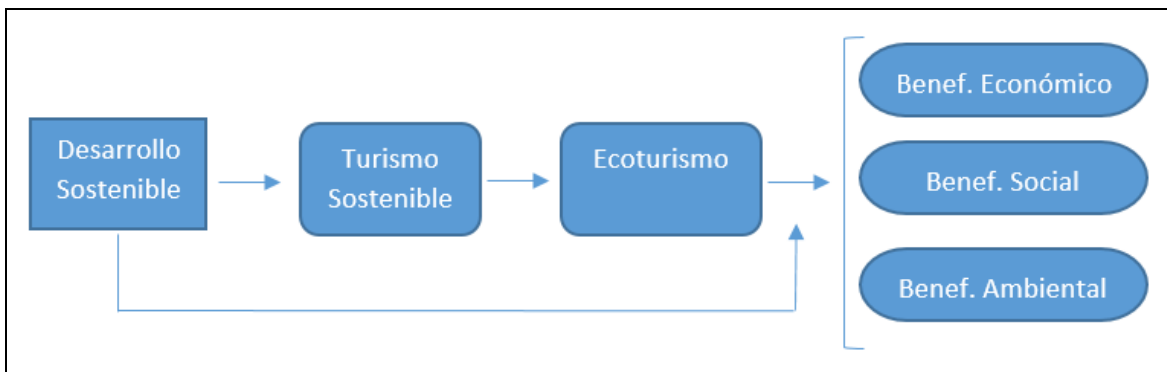 Desarrollo
Sostenible
Turismo
Sostenible
Ecoturismo
Benef. Económico
Benef. Social
Benef. Ambiental